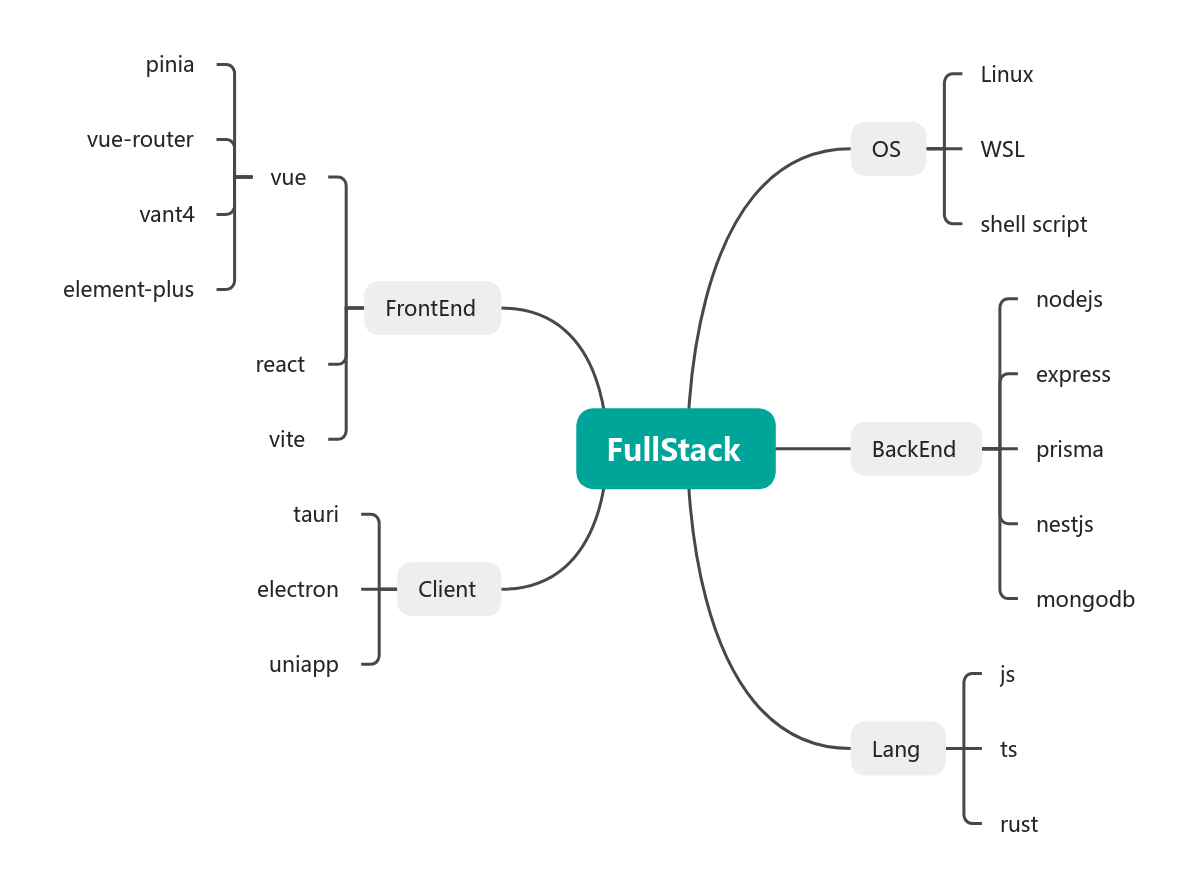 FullStack
OS
Linux
WSL
shell script
BackEnd
nodejs
express
prisma
nestjs
mongodb
Lang
js
ts
rust
FrontEnd
vue
pinia
vue-router
vant4
element-plus
react
vite
Client
tauri
electron
uniapp